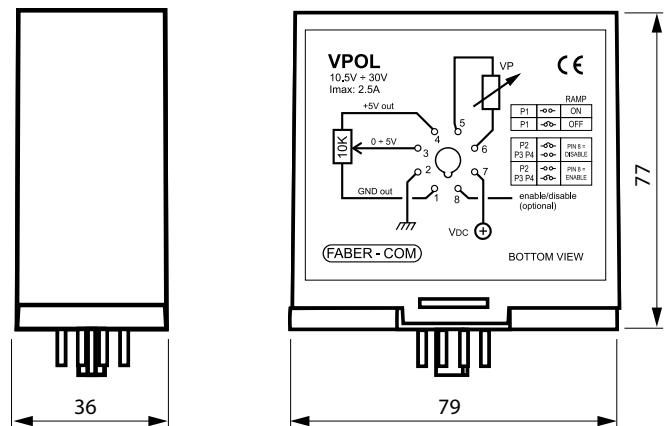 VPOL
10,5V ÷ 30V
Imax: 2.5A
+5V out
10K
0 ÷ 5V
GND out
VP
CE
RAMP
P1 ON
P1 OFF
P2
P3 P4
PIN 8 =
DISABLE
P2
P3 P4
PIN 8 =
ENABLE
5
4
6
3
2
7
1
8
enable/disable
(optional)
VDC
+
FABER - COM
BOTTOM VIEW
77
36
79